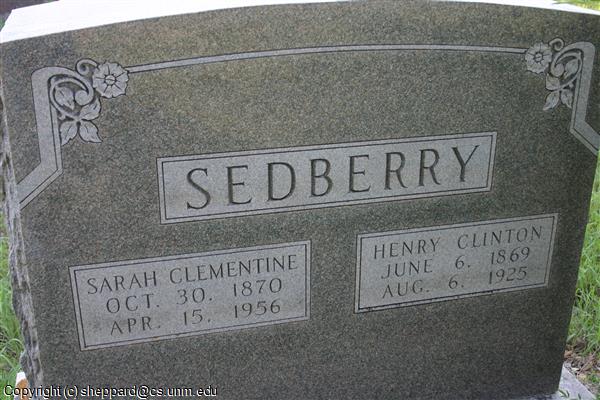 SEDBERRY
SARAH CLEMENTINE
OCT. 30. 1870
APR. 15. 1956
HENRY CLINTON
JUNE 6. 1869
AUG. 6. 1925
Copyright (c) sheppard@cs.unm.edu